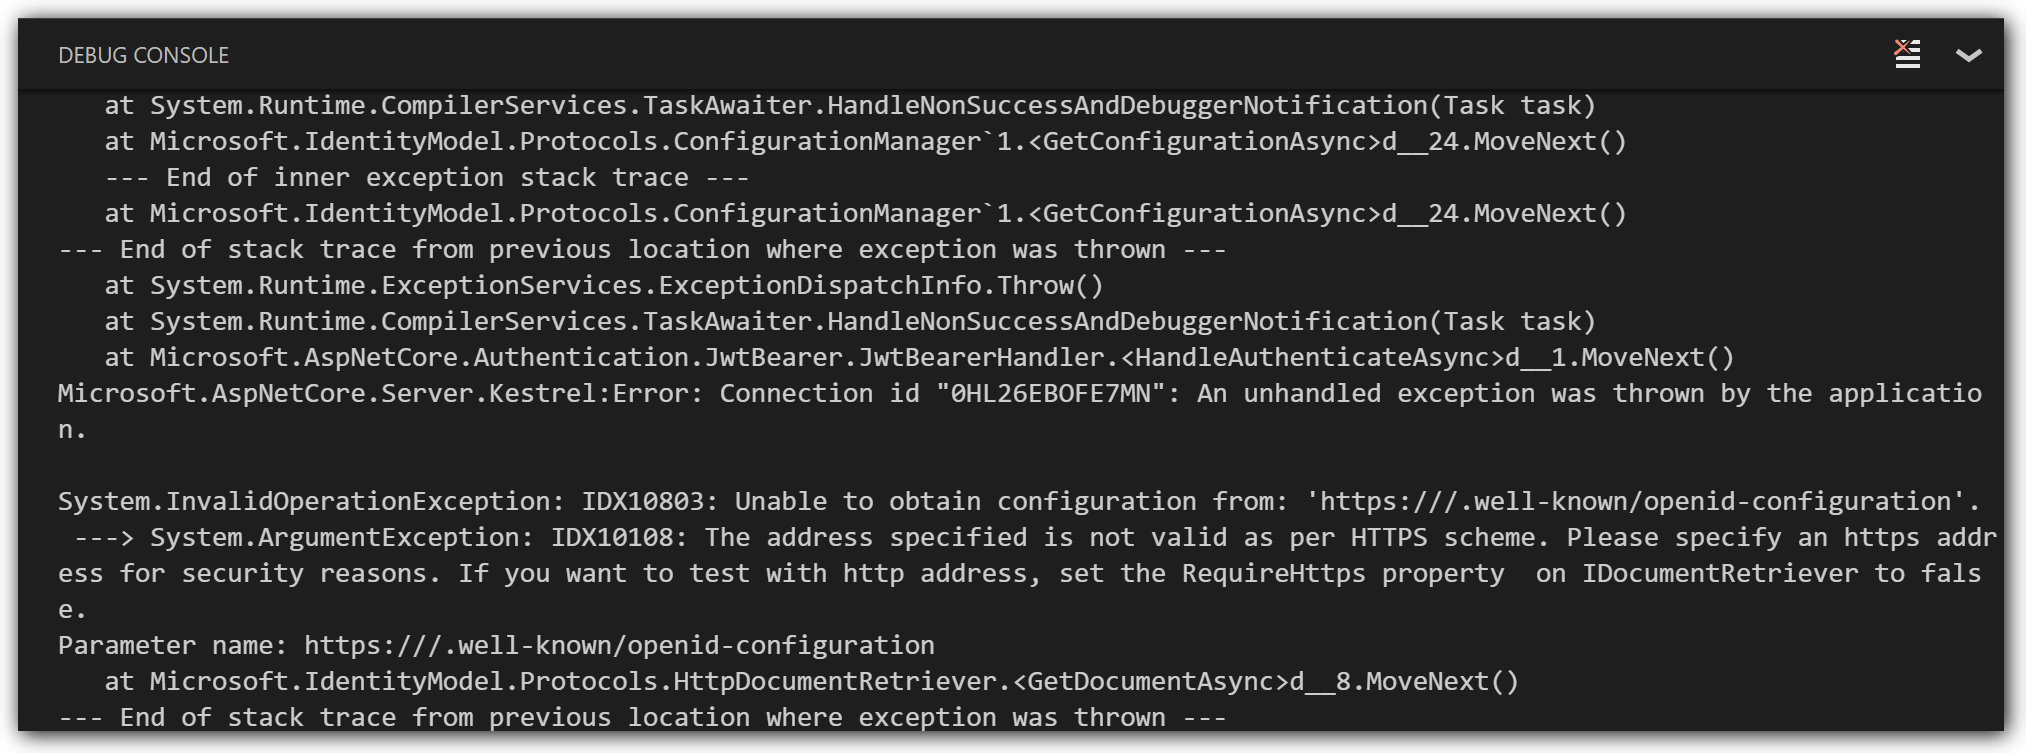 DEBUG CONSOLE
   at System.Runtime.CompilerServices.TaskAwaiter.HandleNonSuccessAndDebuggerNotification(Task task)
   at Microsoft.IdentityModel.Protocols.ConfigurationManager`1.<GetConfigurationAsync>d__24.MoveNext()
   --- End of inner exception stack trace ---
   at Microsoft.IdentityModel.Protocols.ConfigurationManager`1.<GetConfigurationAsync>d__24.MoveNext()
--- End of stack trace from previous location where exception was thrown ---
   at System.Runtime.ExceptionServices.ExceptionDispatchInfo.Throw()
   at System.Runtime.CompilerServices.TaskAwaiter.HandleNonSuccessAndDebuggerNotification(Task task)
   at Microsoft.AspNetCore.Authentication.JwtBearer.JwtBearerHandler.<HandleAuthenticateAsync>d__1.MoveNext()
Microsoft.AspNetCore.Server.Kestrel:Error: Connection id "0HL26EBOFE7MN": An unhandled exception was thrown by the applicatio
n.
System.InvalidOperationException: IDX10803: Unable to obtain configuration from: 'https:///.well-known/openid-configuration'.
 ---> System.ArgumentException: IDX10108: The address specified is not valid as per HTTPS scheme. Please specify an https addr
ess for security reasons. If you want to test with http address, set the RequireHttps property  on IDocumentRetriever to fals
e.
Parameter name: https:///.well-known/openid-configuration
   at Microsoft.IdentityModel.Protocols.HttpDocumentRetriever.<GetDocumentAsync>d__8.MoveNext()
--- End of stack trace from previous location where exception was thrown ---